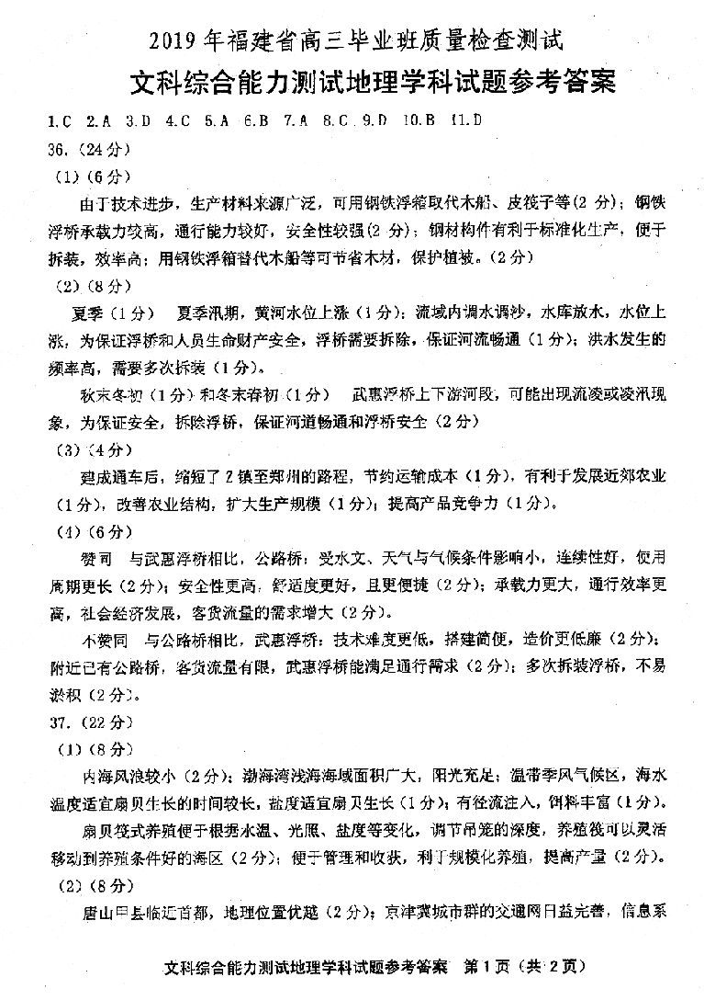 2019 年福建省高三毕业班质量检查测试
文科综合能力测试地理学科试题参考答案
1.C 2.A 3.D 4.C 5.A 6.B 7.A 8.C 9.D 10.B 11.D
36.（24 分）
（1）（6 分）
由于技术进步，生产材料来源广泛，可用钢铁浮箱取代木船、皮筏子等(2 分)；钢铁
浮桥承载力较高，通行能力较好，安全性较强(2 分)；钢材构件有利于标准化生产，便于
拆装，效率高；用钢铁浮箱替代木船等可节省木材，保护植被。（2 分）
（2）（8 分）
夏季（1 分） 夏季汛期，黄河水位上涨（1 分）；流域内调水调沙，水库放水，水位上
涨，为保证浮桥和人员生命财产安全，浮桥需要拆除，保证河流畅通（1 分）；洪水发生的
频率高，需要多次拆装（1 分）。
秋末冬初（1 分）和冬末春初（1 分） 武惠浮桥上下游河段，可能出现流凌或凌汛现
象，为保证安全，拆除浮桥，保证河道畅通和浮桥安全（2 分）
（3）（4 分）
建成通车后，缩短了 Z 镇至郑州的路程，节约运输成本（1 分），有利于发展近郊农业
（1 分），改善农业结构，扩大生产规模（1 分）；提高产品竞争力（1 分）。
（4）（6 分）
赞同 与武惠浮桥相比，公路桥：受水文、天气与气候条件影响小，连续性好，使用
周期更长（2 分）；安全性更高，舒适度更好，且更便捷（2 分）；承载力更大，通行效率更
高，社会经济发展，客货流量的需求增大（2 分）。
不赞同 与公路桥相比，武惠浮桥：技术难度更低，搭建简便，造价更低廉（2 分）；
附近已有公路桥，客货流量有限，武惠浮桥能满足通行需求（2 分）；多次拆装浮桥，不易
淤积（2 分）。
37.（22 分）
（1）（8 分）
内海风浪较小（2 分）；渤海湾浅海海域面积广大，阳光充足；温带季风气候区，海水
温度适宜扇贝生长的时间较长，盐度适宜扇贝生长（1 分）；有径流注入，饵料丰富（1 分）。
扇贝筏式养殖便于根据水温、光照、盐度等变化，调节吊笼的深度，养殖筏可以灵活
移动到养殖条件好的海区（2 分）；便于管理和收获，利于规模化养殖，提高产量（2 分）。
（2）（8 分）
唐山甲县临近首都，地理位置优越（2 分）；京津冀城市群的交通网日益完善，信息系
文科综合能力测试地理学科试题参考答案 第 1 页（共 2 页）